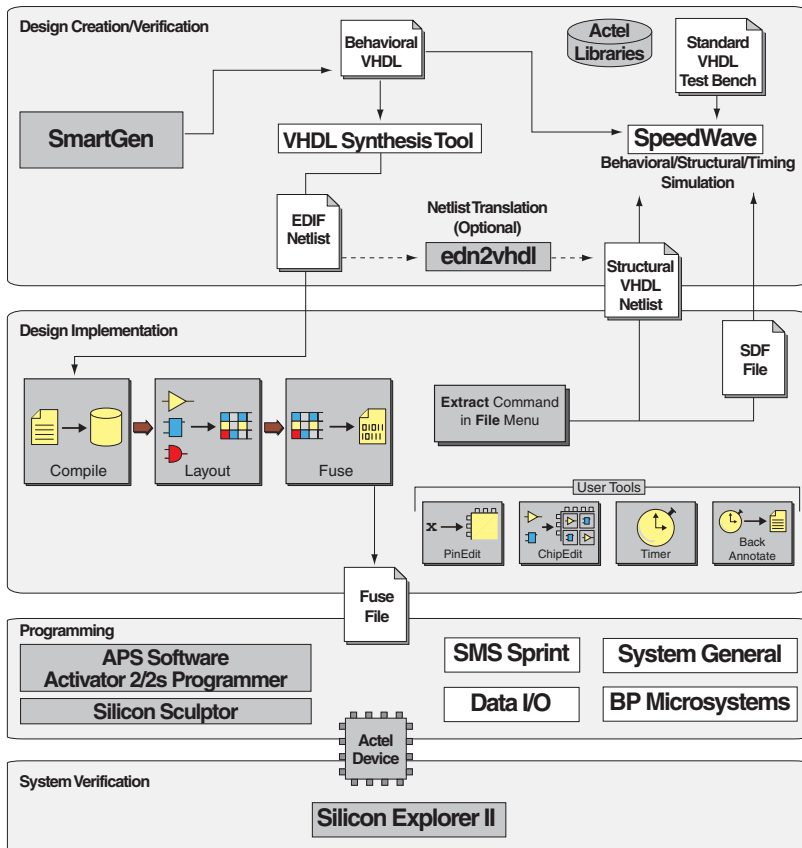 Design Creation/Verification
Behavioral
VHDL
Actel
Libraries
Standard
VHDL
Test Bench
SmartGen
VHDL Synthesis Tool
SpeedWave
Behavioral/Structural/Timing
Simulation
EDIF
Netlist
Netlist Translation
(Optional)
edn2vhdl
Structural
VHDL
Netlist
Design Implementation
SDF
File
Extract Command
in File Menu
01011
10111
Compile
Layout
Fuse
User Tools
x
PinEdit
ChipEdit
Timer
Back
Annotate
Fuse
File
Programming
APS Software
Activator 2/2s Programmer
Silicon Sculptor
SMS Sprint
System General
Data I/O
BP Microsystems
Actel
Device
System Verification
Silicon Explorer II